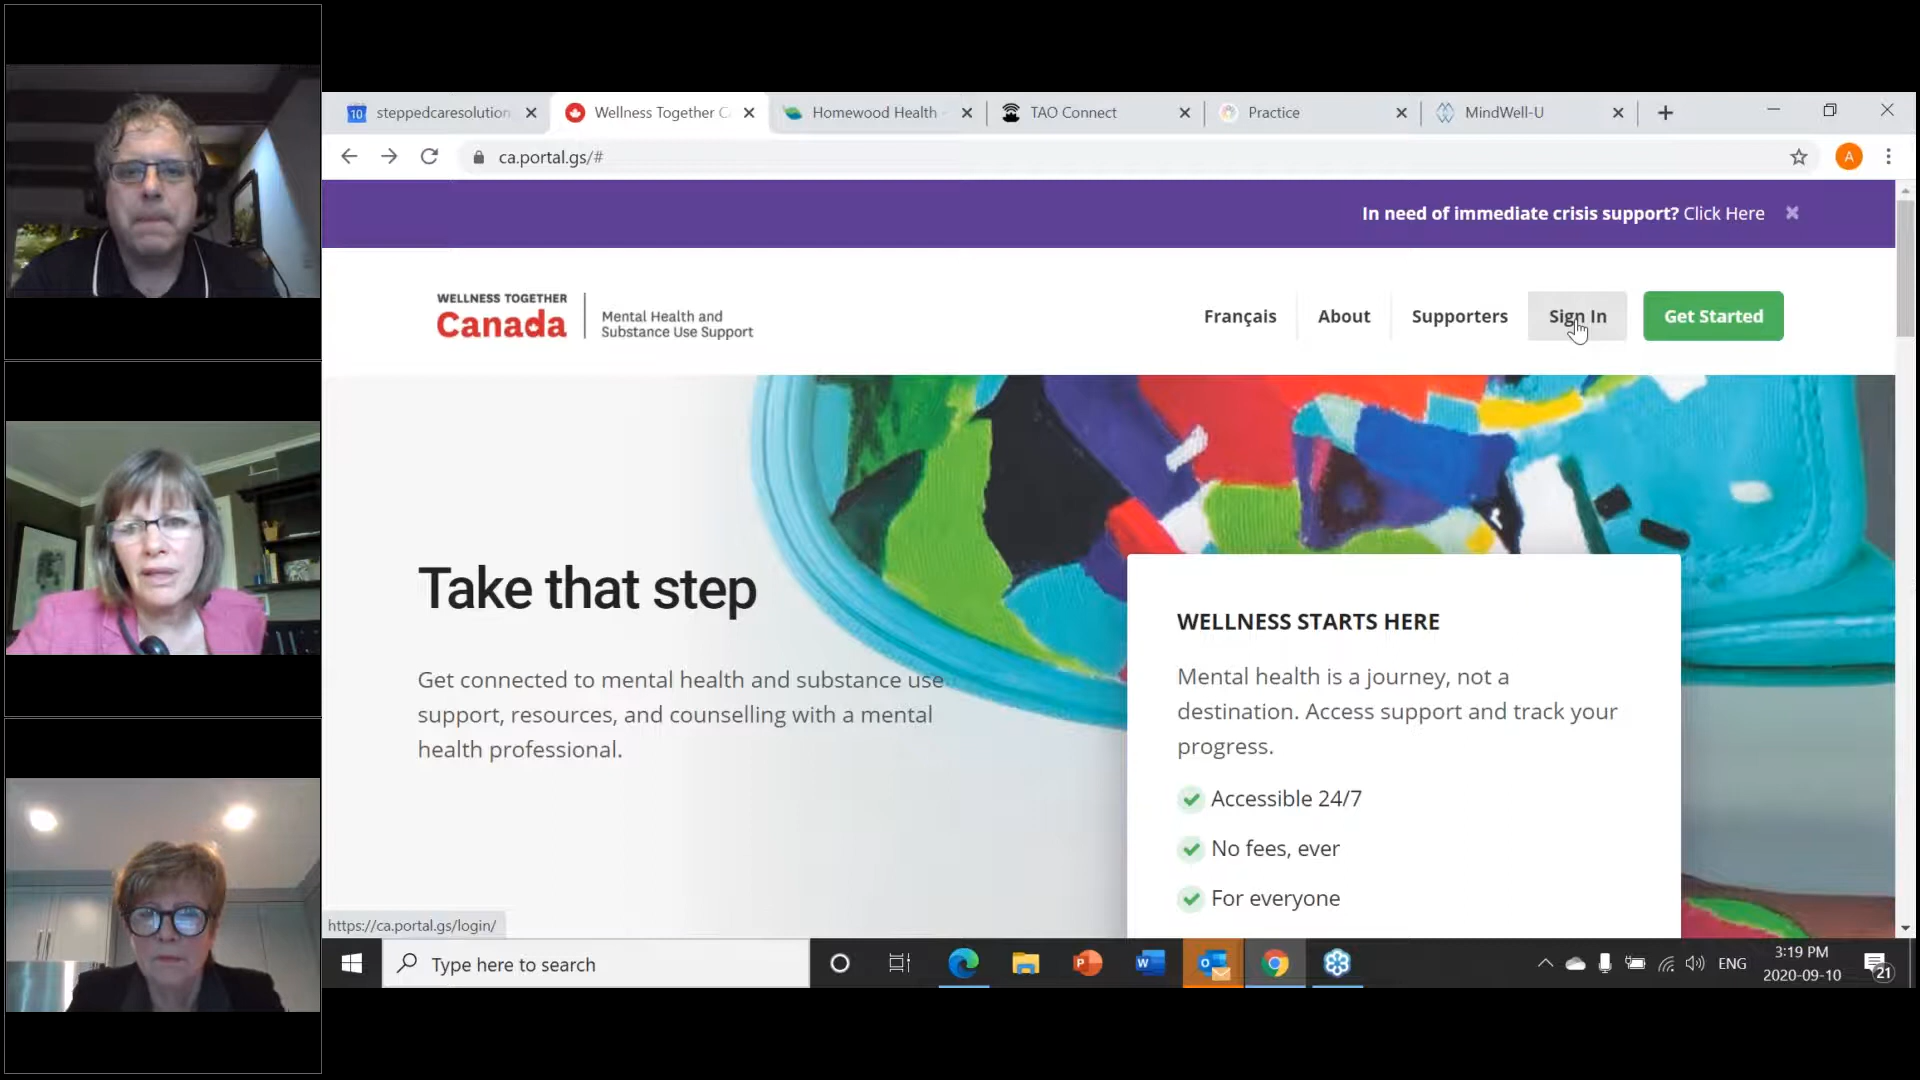 steppedcaresolution
Wellness Together C
Homewood Health -
TAO Connect
Practice
MindWell-U
ca.portal.gs/#
A
In need of immediate crisis support? Click Here
WELLNESS TOGETHER
Canada
Mental Health and
Substance Use Support
Français
About
Supporters
Sign In
Get Started
Take that step
Get connected to mental health and substance use
support, resources, and counselling with a mental
health professional.
WELLNESS STARTS HERE
Mental health is a journey, not a
destination. Access support and track your
progress.
Accessible 24/7
No fees, ever
For everyone
https://ca.portal.gs/login/
Type here to search
ENG
3:19 PM
2020-09-10
21